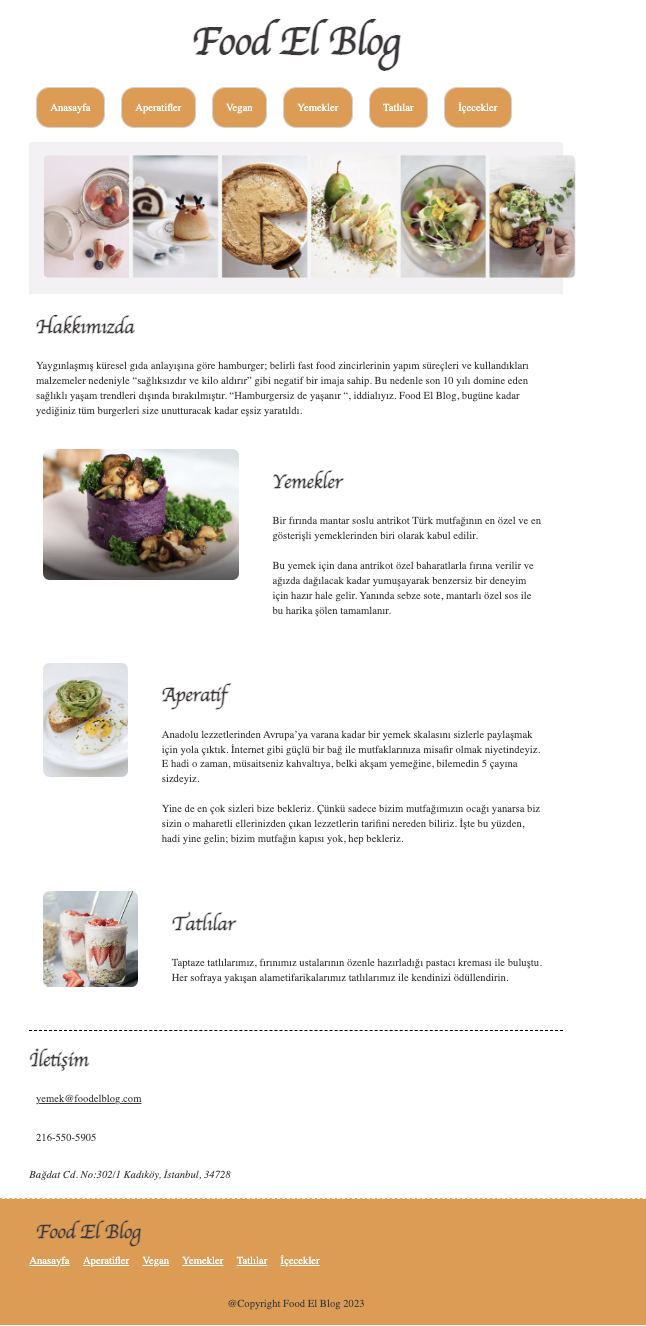 Food El Blog
Anasayfa Aperatifler Vegan Yemekler Tatlılar İçecekler
Hakkımızda
Yaygınlaşmış küresel gıda anlayışına göre hamburger; belirli fast food zincirlerinin yapım süreçleri ve kullandıkları
malzemeler nedeniyle “sağlıksızdır ve kilo aldırır” gibi negatif bir imaja sahip. Bu nedenle son 10 yılı domine eden
sağlıklı yaşam trendleri dışında bırakılmıştır. “Hamburgersiz de yaşanır “, iddialıyız. Food El Blog, bugüne kadar
yediğiniz tüm burgerleri size unutturacak kadar eşsiz yaratıldı.
Yemekler
Bir fırında mantar soslu antrikot Türk mutfağının en özel ve en
gösterişli yemeklerinden biri olarak kabul edilir.
Bu yemek için dana antrikot özel baharatlarla fırına verilir ve
ağızda dağılacak kadar yumuşayarak benzersiz bir deneyim
için hazır hale gelir. Yanında sebze sote, mantarlı özel sos ile
bu harika şölen tamamlanır.
Aperatif
Anadolu lezzetlerinden Avrupa’ya varana kadar bir yemek skalasını sizlerle paylaşmak
için yola çıktık. İnternet gibi güçlü bir bağ ile mutfaklarınıza misafir olmak niyetindeyiz.
E hadi o zaman, müsaitseniz kahvaltıya, belki akşam yemeğine, bilemedin 5 çayına
sizdeyiz.
Yine de en çok sizleri bize bekleriz. Çünkü sadece bizim mutfağımızın ocağı yanarsa biz
sizin o maharetli ellerinizden çıkan lezzetlerin tarifini nereden biliriz. İşte bu yüzden,
hadi yine gelin; bizim mutfağın kapısı yok, hep bekleriz.
Tatlılar
Taptaze tatlılarımız, fırınımız ustalarının özenle hazırladığı pastacı kreması ile buluştu.
Her sofraya yakışan alametifarikalarımız tatlılarımız ile kendinizi ödüllendirin.
İletişim
yemek@foodelblog.com
216-550-5905
Bağdat Cd. No:302/1 Kadıköy, İstanbul, 34728
Food El Blog
Anasayfa Aperatifler Vegan Yemekler Tatlılar İçecekler
@Copyright Food El Blog 2023